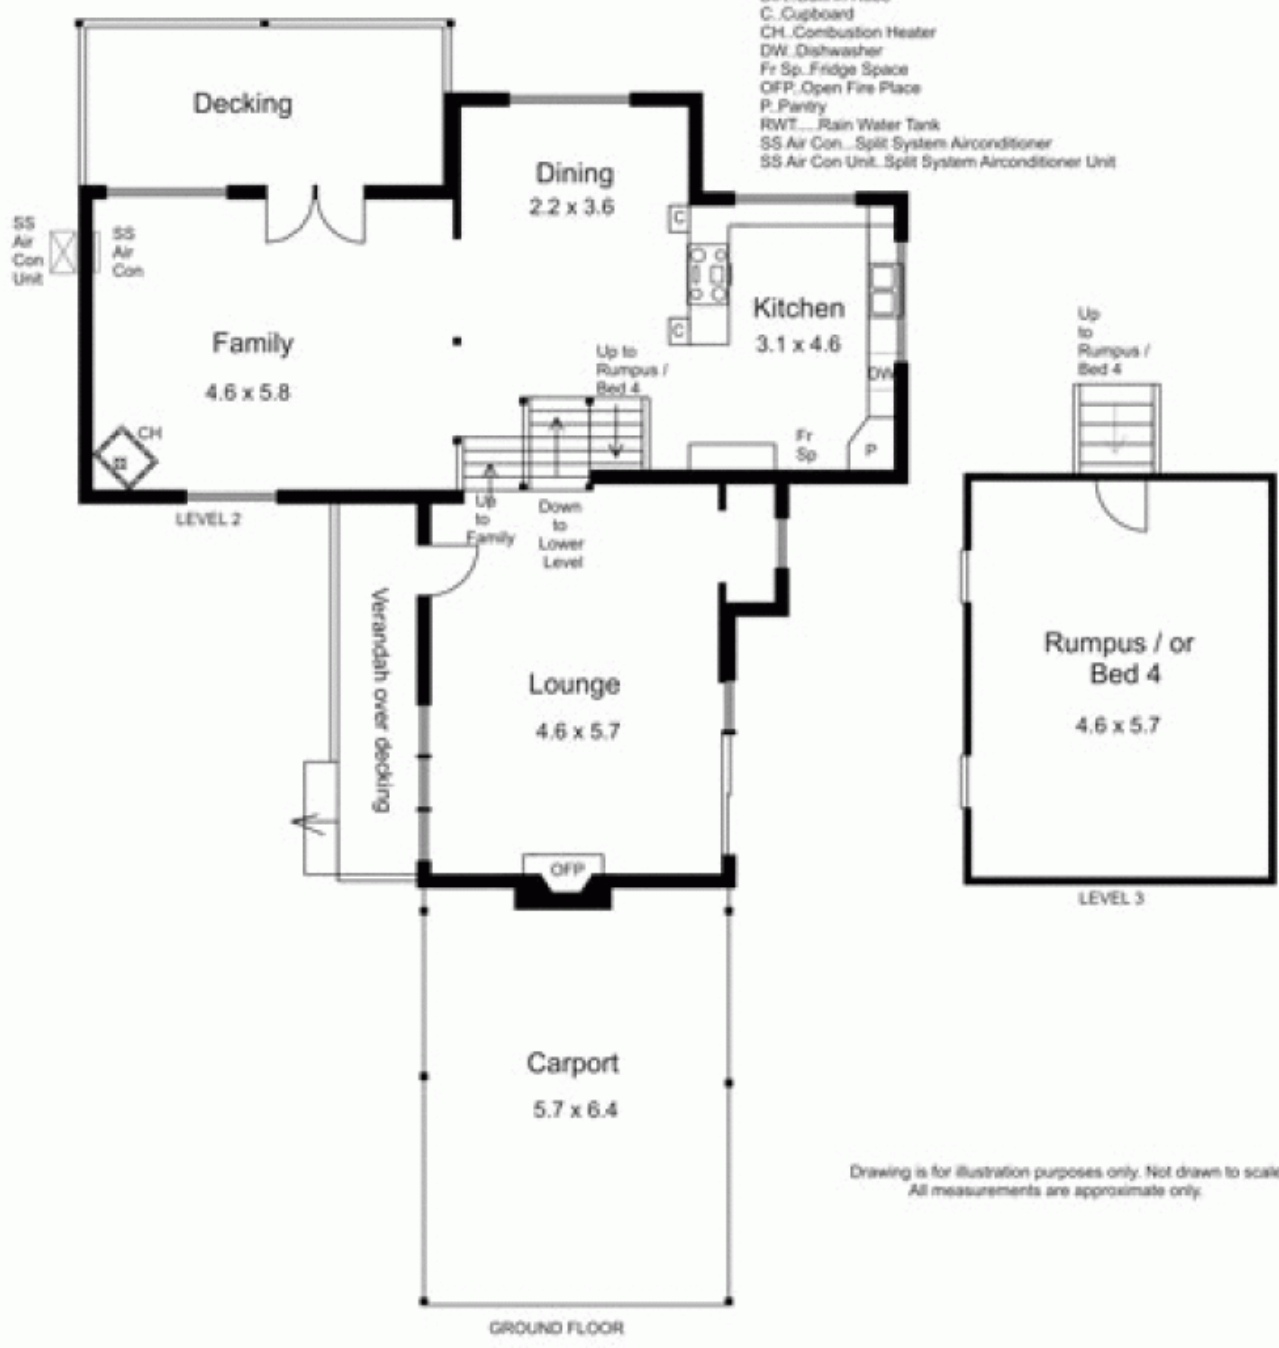 C..Cupboard
CH..Combustion Heater
DW..Dishwasher
Fr Sp..Fridge Space
OFP..Open Fire Place
P..Pantry
RWT.....Rain Water Tank
SS Air Con...Split System Airconditioner
SS Air Con Unit..Split System Airconditioner Unit
Decking
Dining
2.2 x 3.6
SS
Air
Con
Unit
SS
Air
Con
C
Kitchen
3.1 x 4.6
C
DW
Family
4.6 x 5.8
Up to
Rumpus /
Bed 4
Up
to
Rumpus /
Bed 4
CH
Fr
Sp
P
LEVEL 2
Up
to
Family
Down
to
Lower
Level
Verandah over decking
Lounge
4.6 x 5.7
Rumpus / or
Bed 4
4.6 x 5.7
OFP
LEVEL 3
Carport
5.7 x 6.4
Drawing is for illustration purposes only. Not drawn to scale
All measurements are approximate only.
GROUND FLOOR